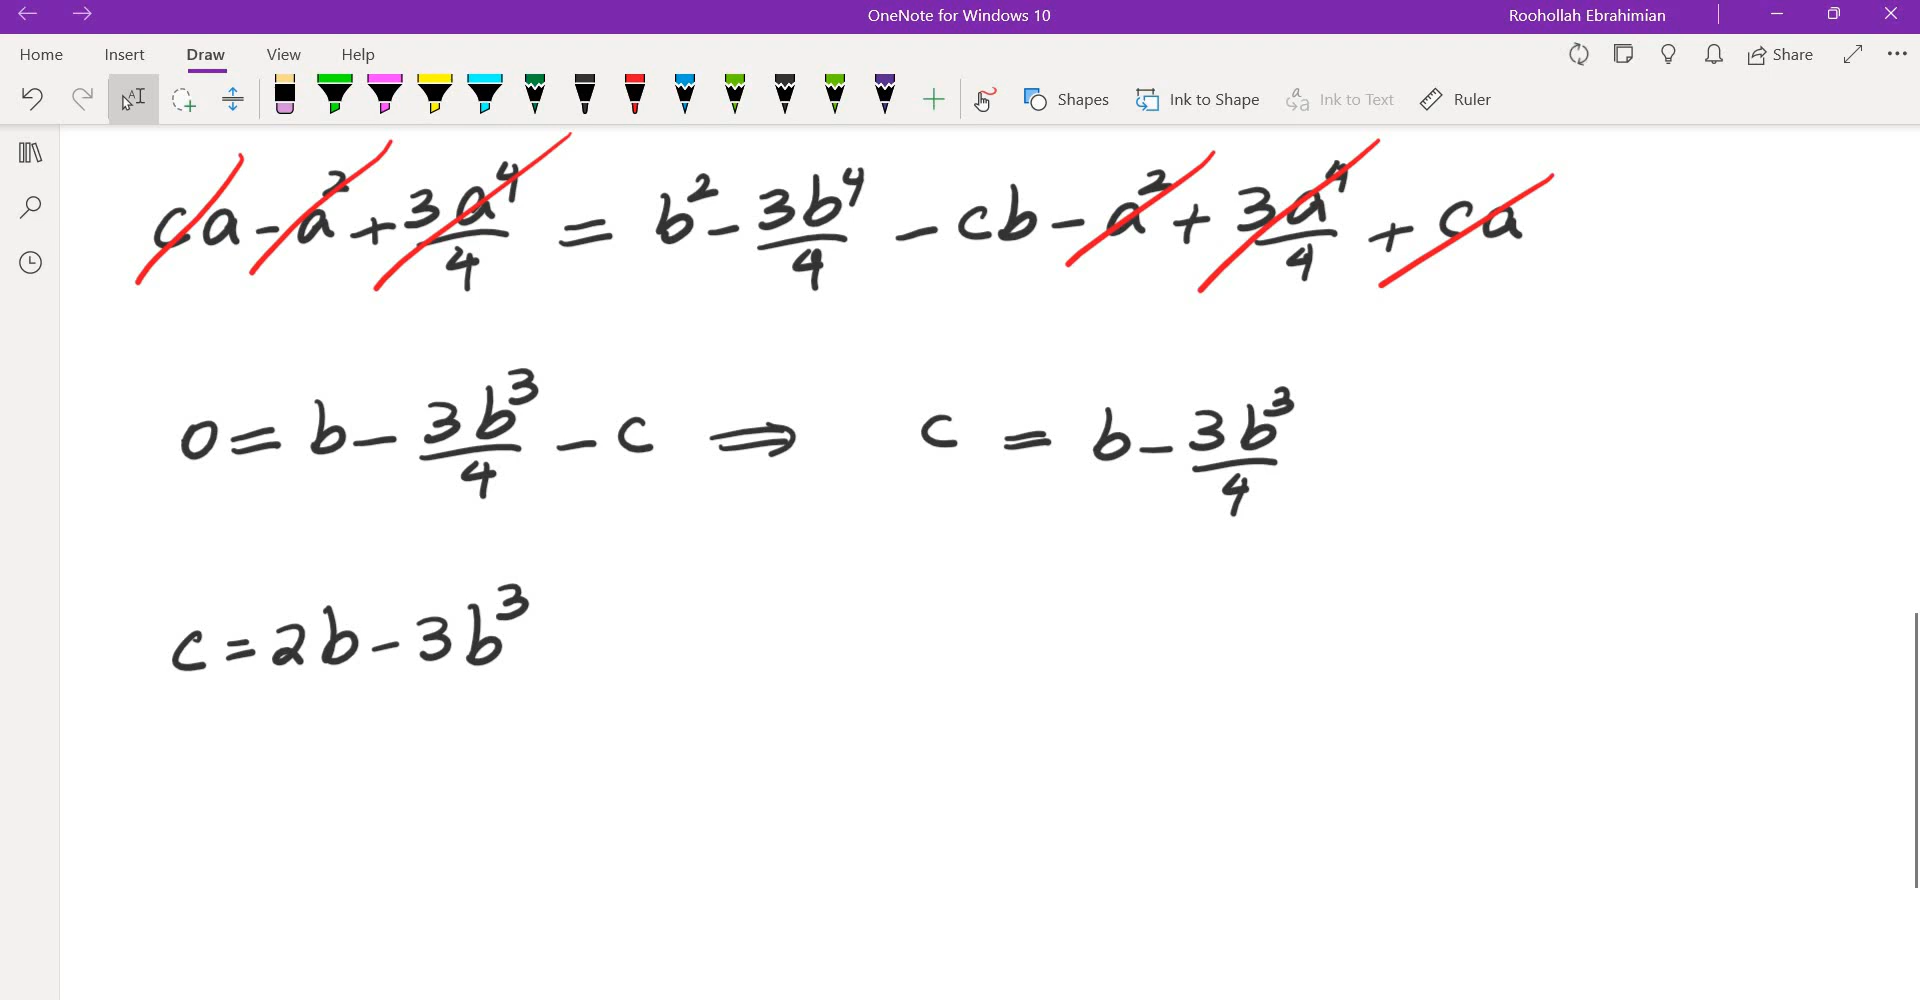 OneNote for Windows 10
Roohollah Ebrahimian
Home Insert Draw View Help
Share
Shapes Ink to Shape Ink to Text Ruler
ca - a² + 3a⁴/4 = b² - 3b⁴/4 - cb - a² + 3a⁴/4 + ca
0 = b - 3b³/4 - c ⟹ c = b - 3b³/4
c = 2b - 3b³